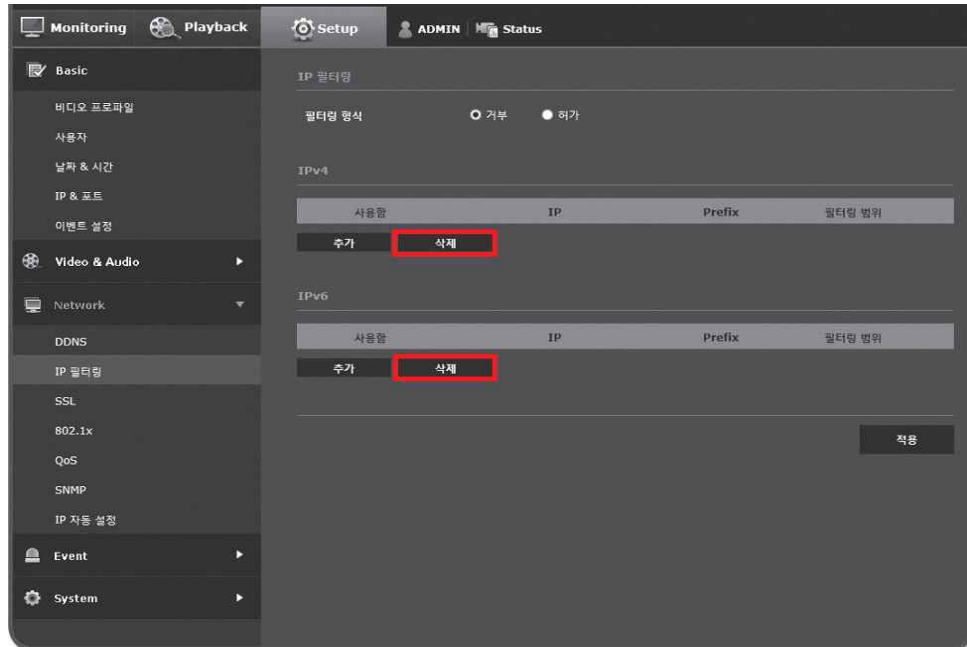 Monitoring Playback Setup ADMIN Status
Basic
비디오 프로파일
사용자
날짜 & 시간
IP & 포트
이벤트 설정
Video & Audio
Network
DDNS
IP 필터링
SSL
802.1x
QoS
SNMP
IP 자동 설정
Event
System
IP 필터링
필터링 형식 거부 허가
IPv4
사용함 IP Prefix 필터링 범위
추가 삭제
IPv6
사용함 IP Prefix 필터링 범위
추가 삭제
적용